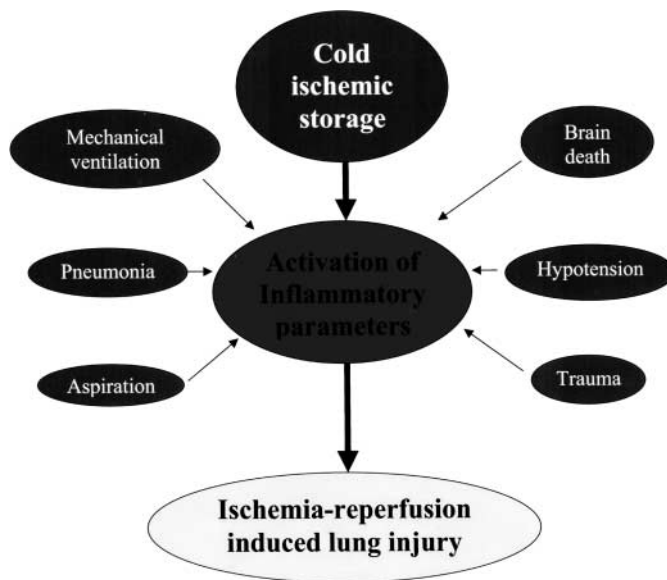 Cold
ischemic
storage
Mechanical
ventilation
Brain
death
Pneumonia
Activation of
Inflammatory
parameters
Hypotension
Aspiration
Trauma
Ischemia-reperfusion
induced lung injury